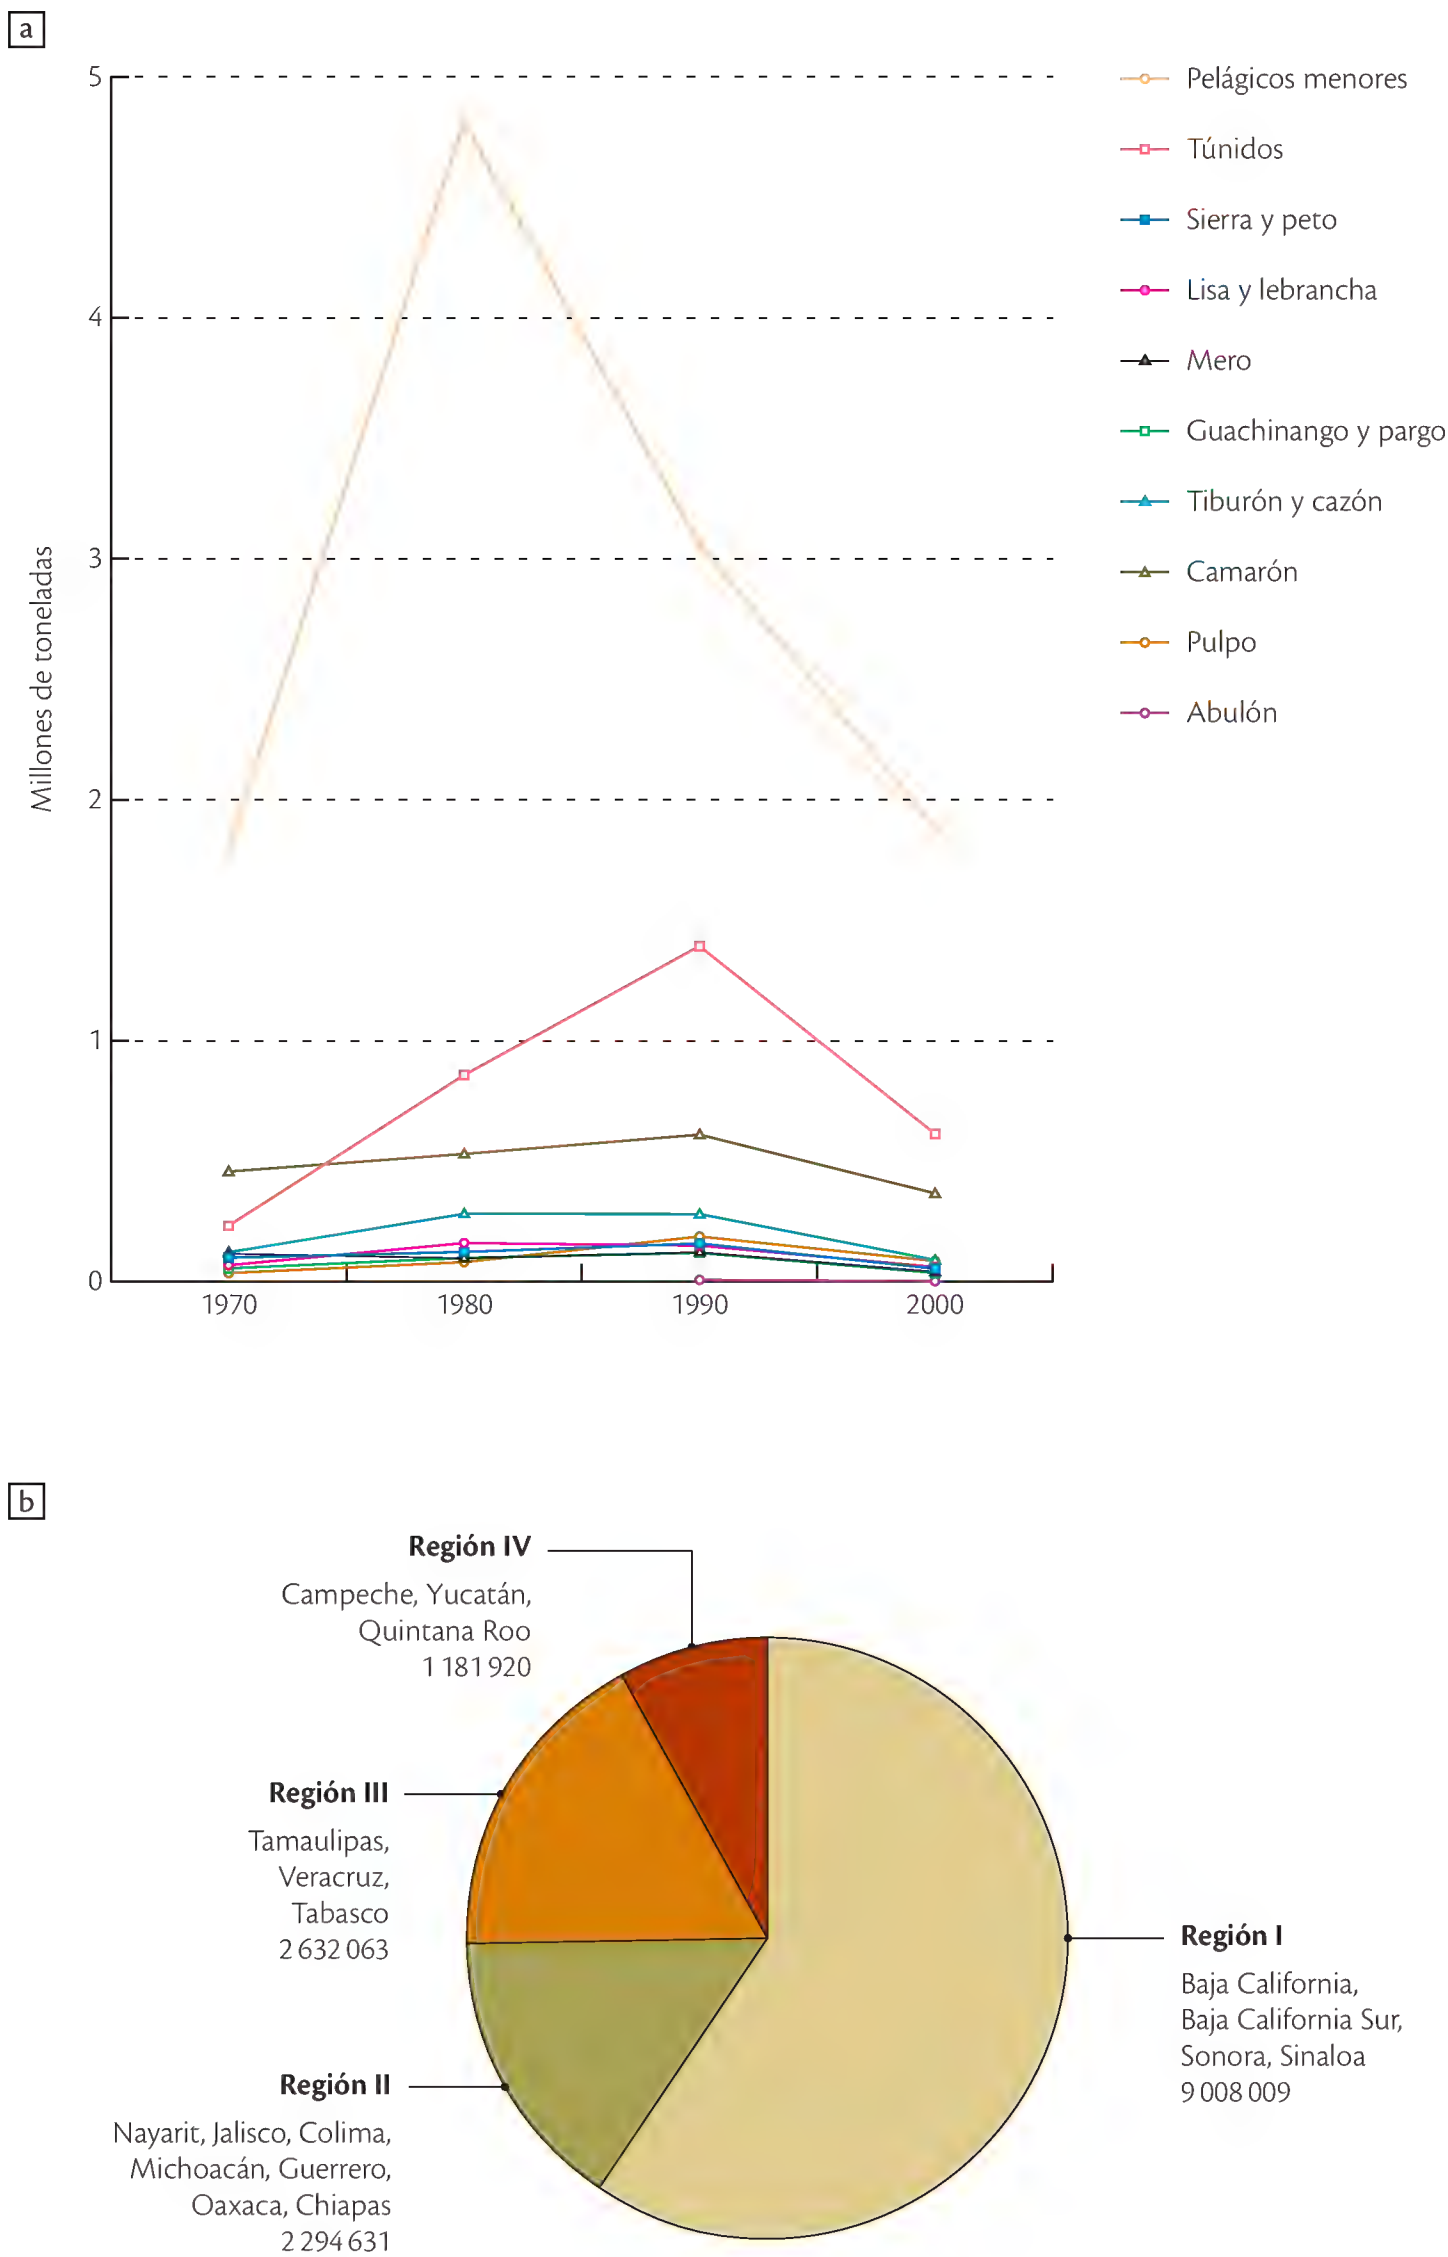 a
5
4
3
2
1
0
Millones de toneladas
1970
1980
1990
2000
Pelágicos menores
Túnidos
Sierra y peto
Lisa y lebrancha
Mero
Guachinango y pargo
Tiburón y cazón
Camarón
Pulpo
Abulón
b
Región IV
Campeche, Yucatán,
Quintana Roo
1 181 920
Región III
Tamaulipas,
Veracruz,
Tabasco
2 632 063
Región II
Nayarit, Jalisco, Colima,
Michoacán, Guerrero,
Oaxaca, Chiapas
2 294 631
Región I
Baja California,
Baja California Sur,
Sonora, Sinaloa
9 008 009